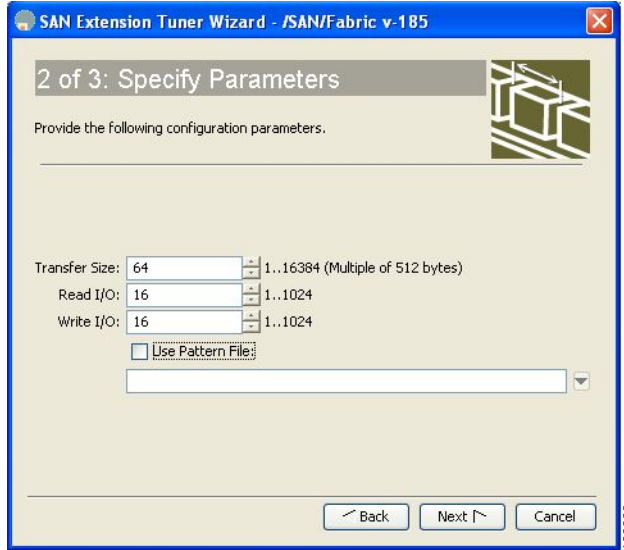 SAN Extension Tuner Wizard - /SAN/Fabric v-185
2 of 3: Specify Parameters
Provide the following configuration parameters.
Transfer Size: 64 1..16384 (Multiple of 512 bytes)
Read I/O: 16 1..1024
Write I/O: 16 1..1024
Use Pattern File:
Back Next Cancel